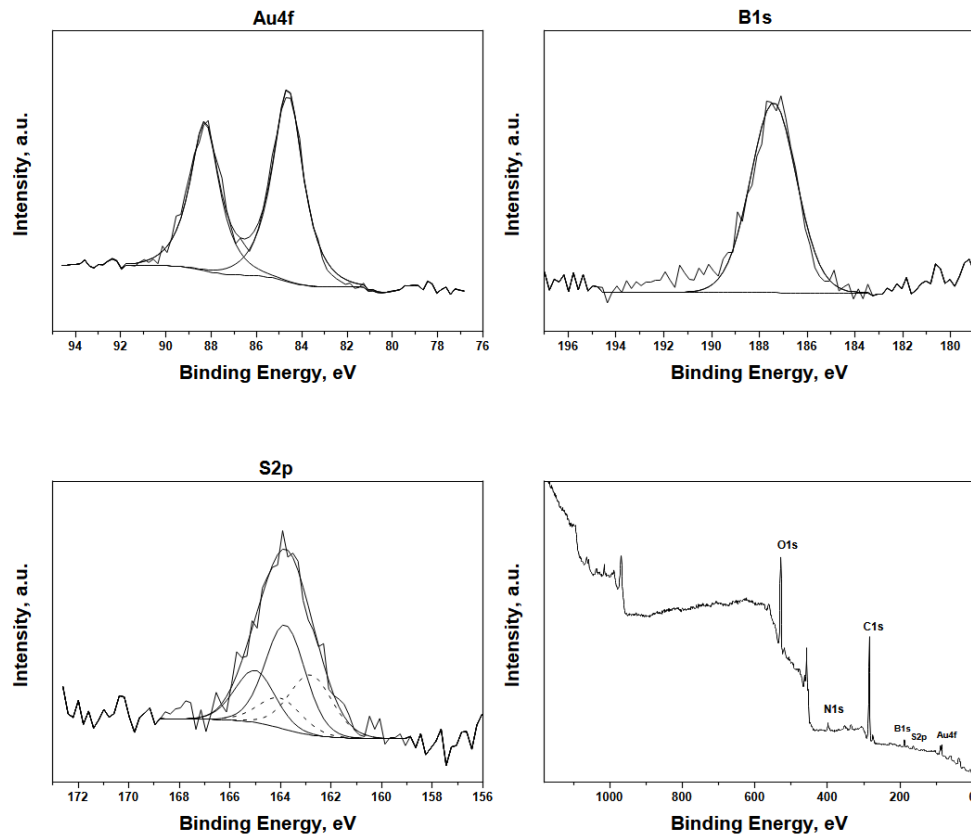 Au4f
Intensity, a.u.
94 92 90 88 86 84 82 80 78 76
Binding Energy, eV
B1s
Intensity, a.u.
196 194 192 190 188 186 184 182 180
Binding Energy, eV
S2p
Intensity, a.u.
172 170 168 166 164 162 160 158 156
Binding Energy, eV
Intensity, a.u.
O1s
C1s
N1s
B1s
S2p
Au4f
1000 800 600 400 200
Binding Energy, eV